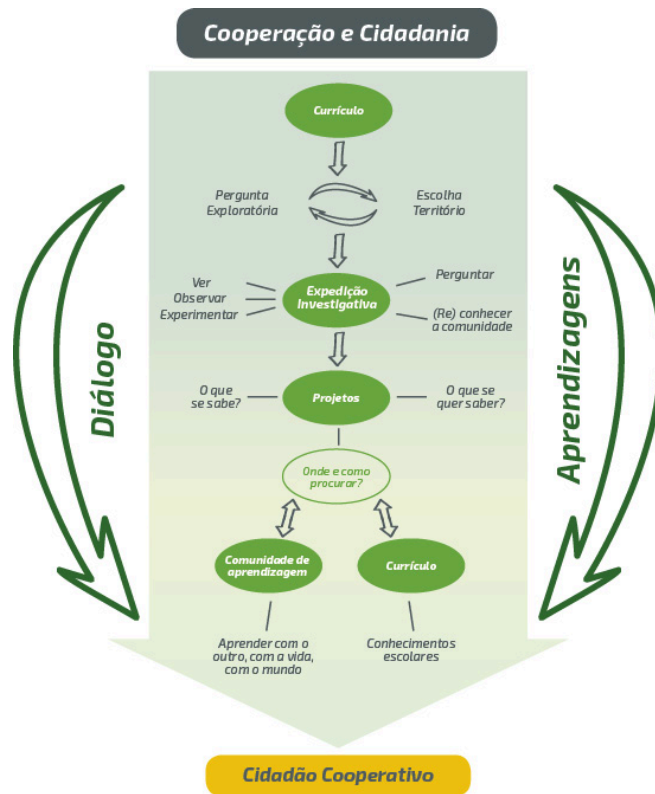 Cooperação e Cidadania
Currículo
Pergunta
Exploratória
Escolha
Território
Ver
Observar
Experimentar
Expedição
Investigativa
Perguntar
(Re) conhecer
a comunidade
Diálogo
Aprendizagens
O que
se sabe?
Projetos
O que se
quer saber?
Onde e como
procurar?
Comunidade de
aprendizagem
Currículo
Aprender com o
outro, com a vida,
com o mundo
Conhecimentos
escolares
Cidadão Cooperativo